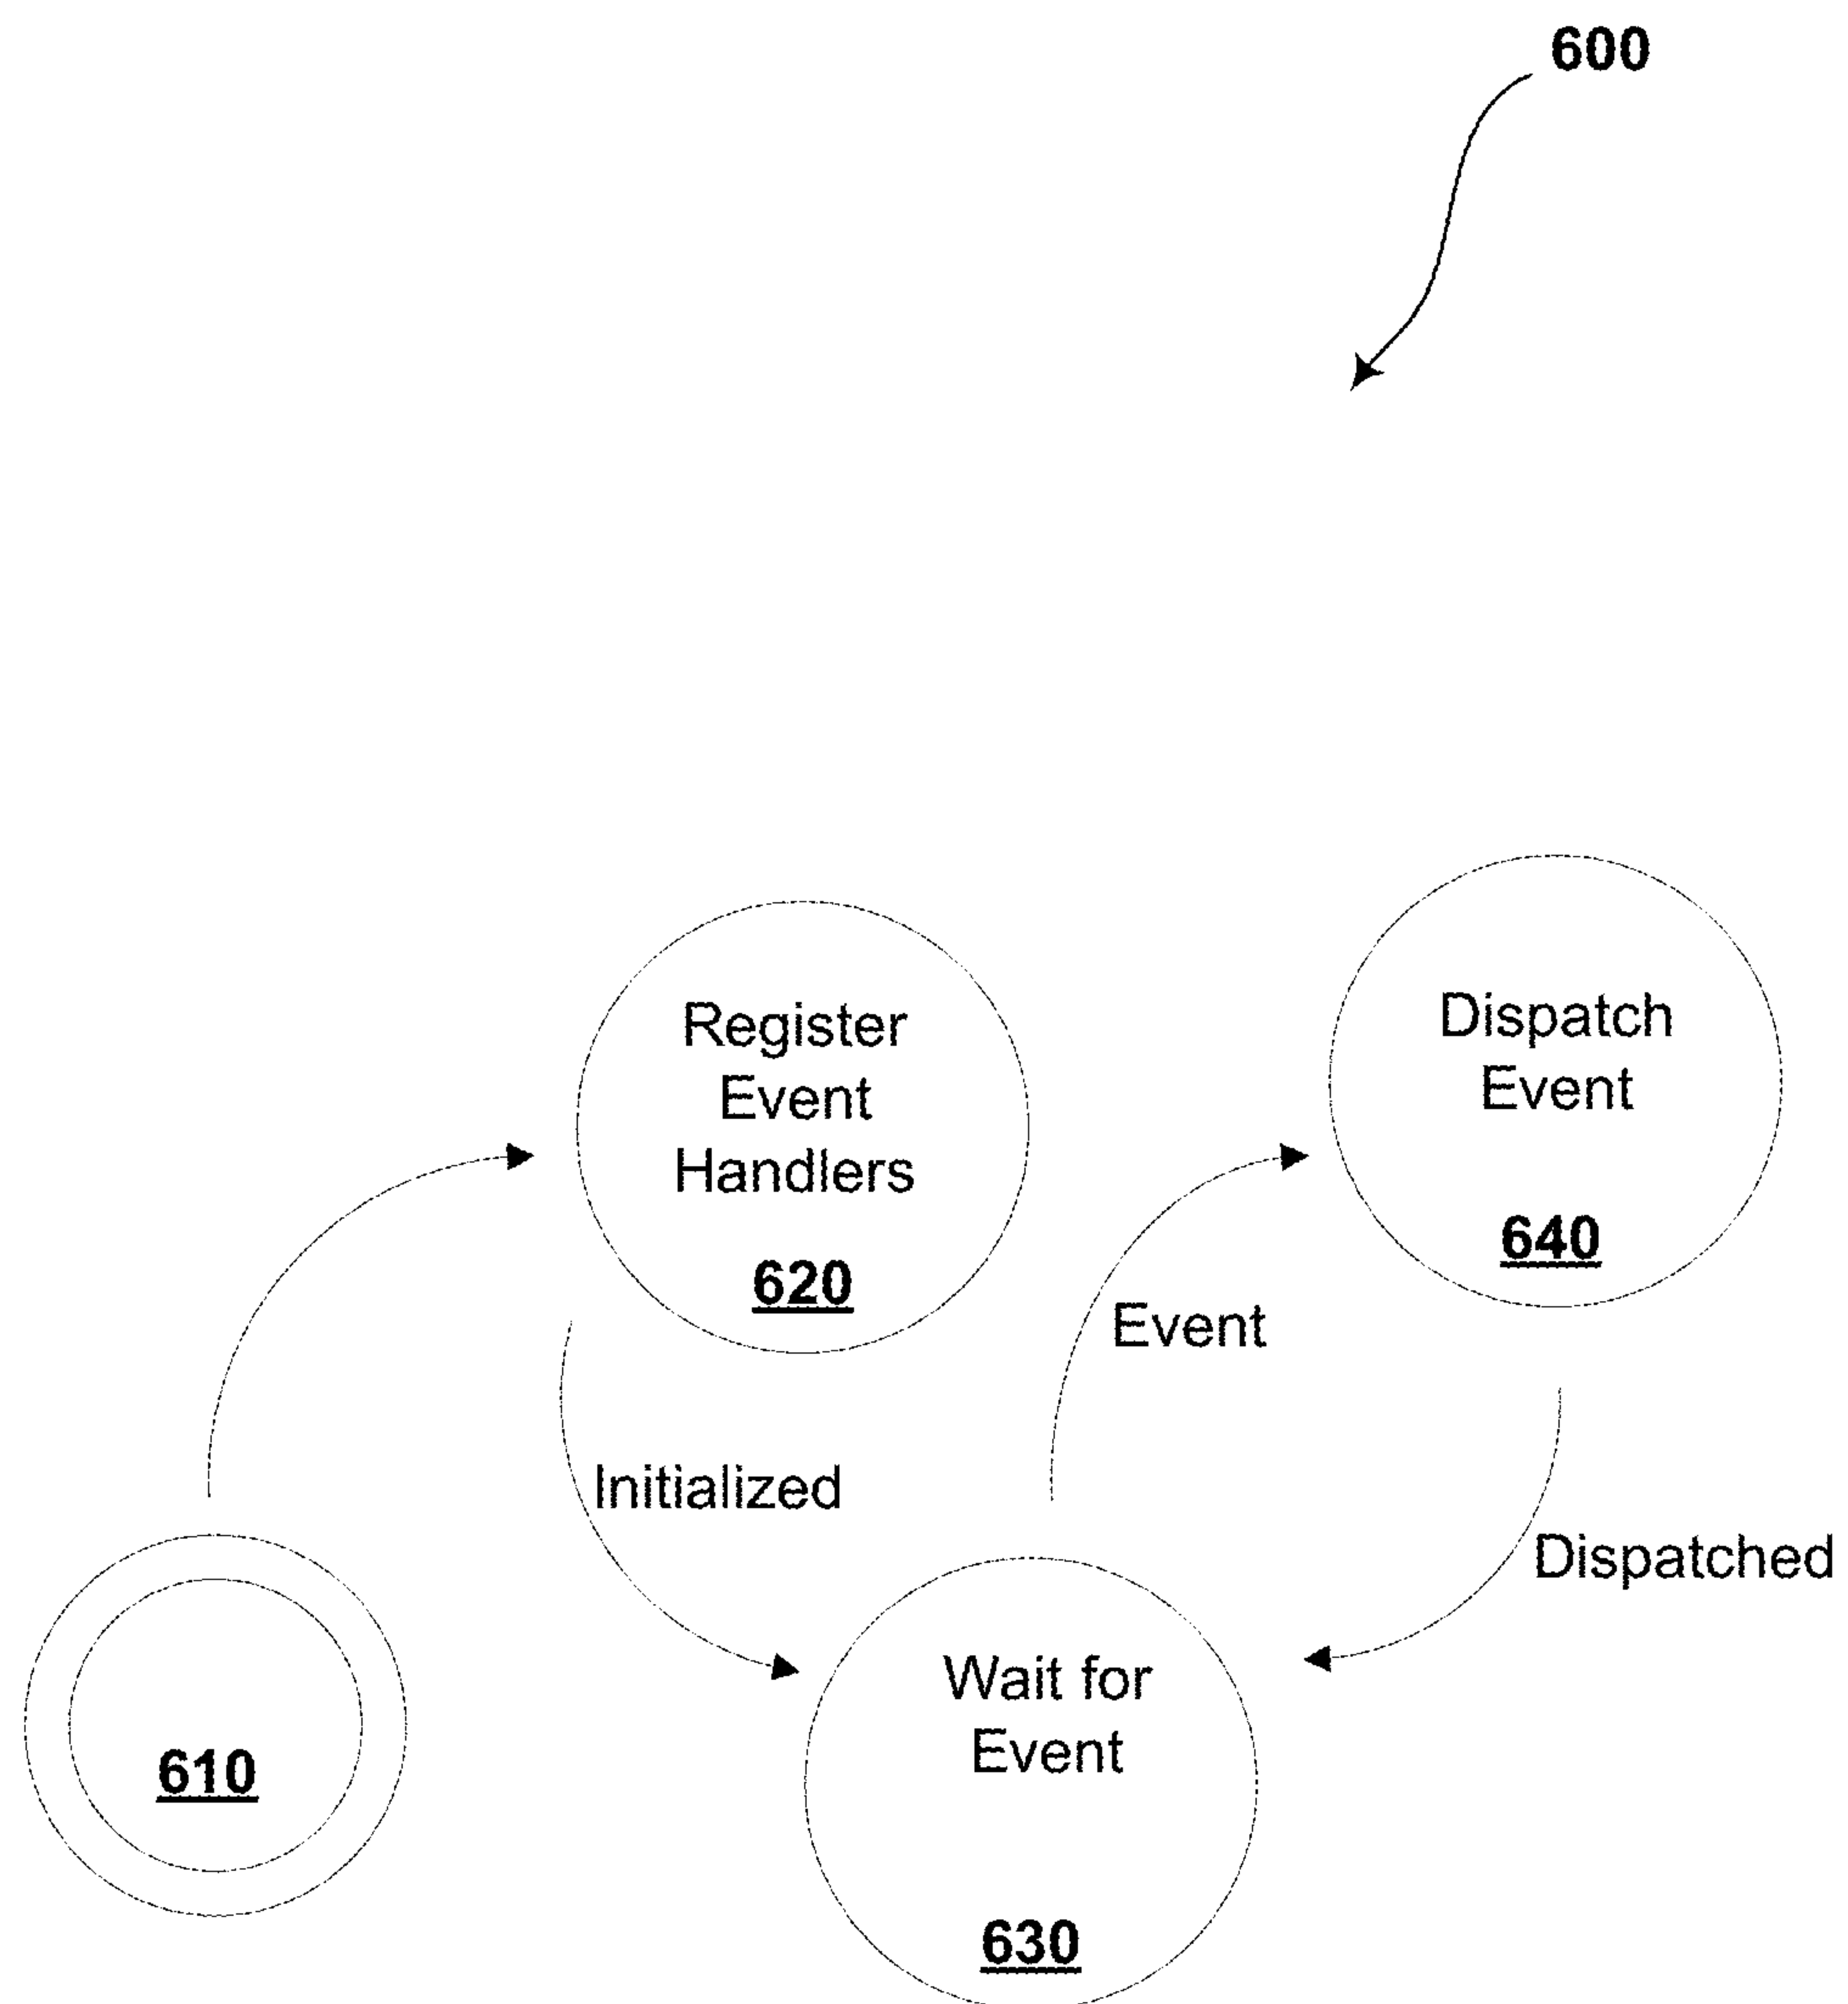 600
Register
Event
Handlers
620
Dispatch
Event
640
Event
Initialized
Dispatched
Wait for
Event
630
610